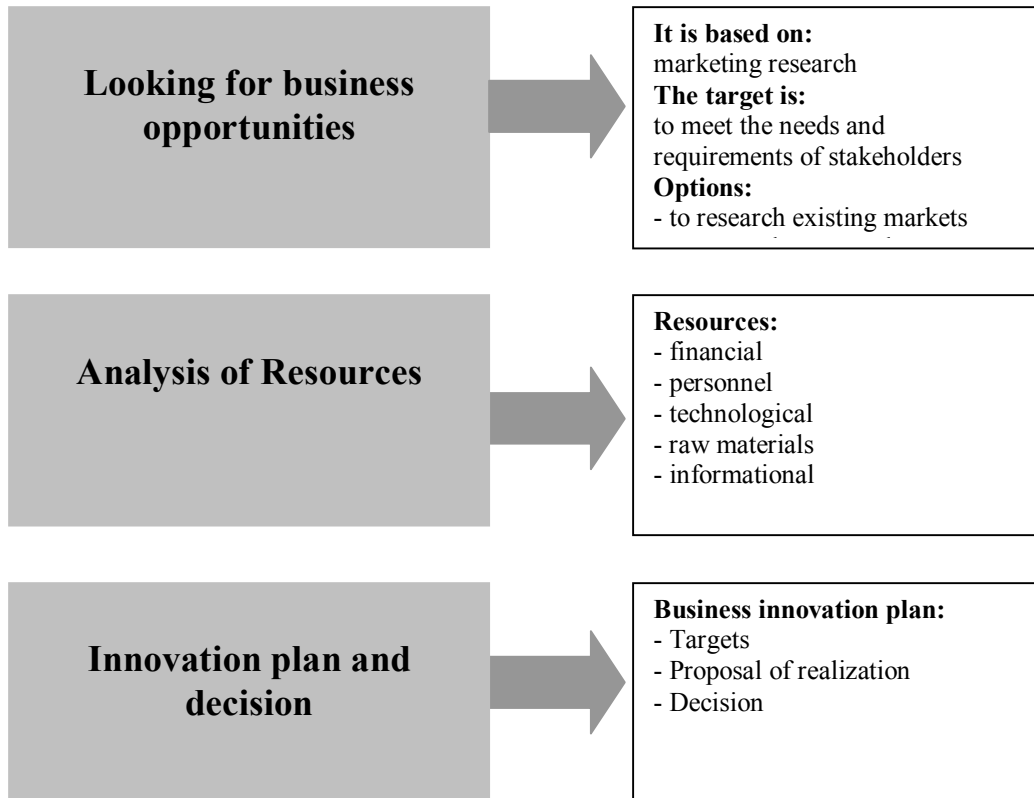 Looking for business
opportunities
It is based on:
marketing research
The target is:
to meet the needs and
requirements of stakeholders
Options:
- to research existing markets
Analysis of Resources
Resources:
- financial
- personnel
- technological
- raw materials
- informational
Innovation plan and
decision
Business innovation plan:
- Targets
- Proposal of realization
- Decision